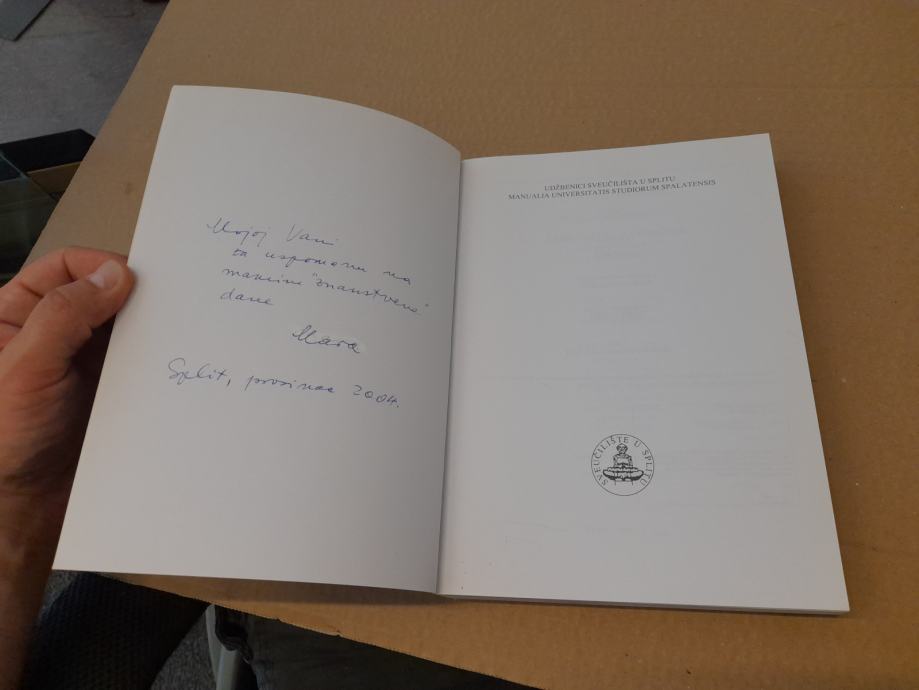 Mojoj Vani
za uspomenu na
mamine "znanstvene"
dane
Mara
Split, prosinac 2004.
UDŽBENICI SVEUČILIŠTA U SPLITU
MANUALIA UNIVERSITATIS STUDIORUM SPALATENSIS
SVEUČILIŠTE U SPLITU